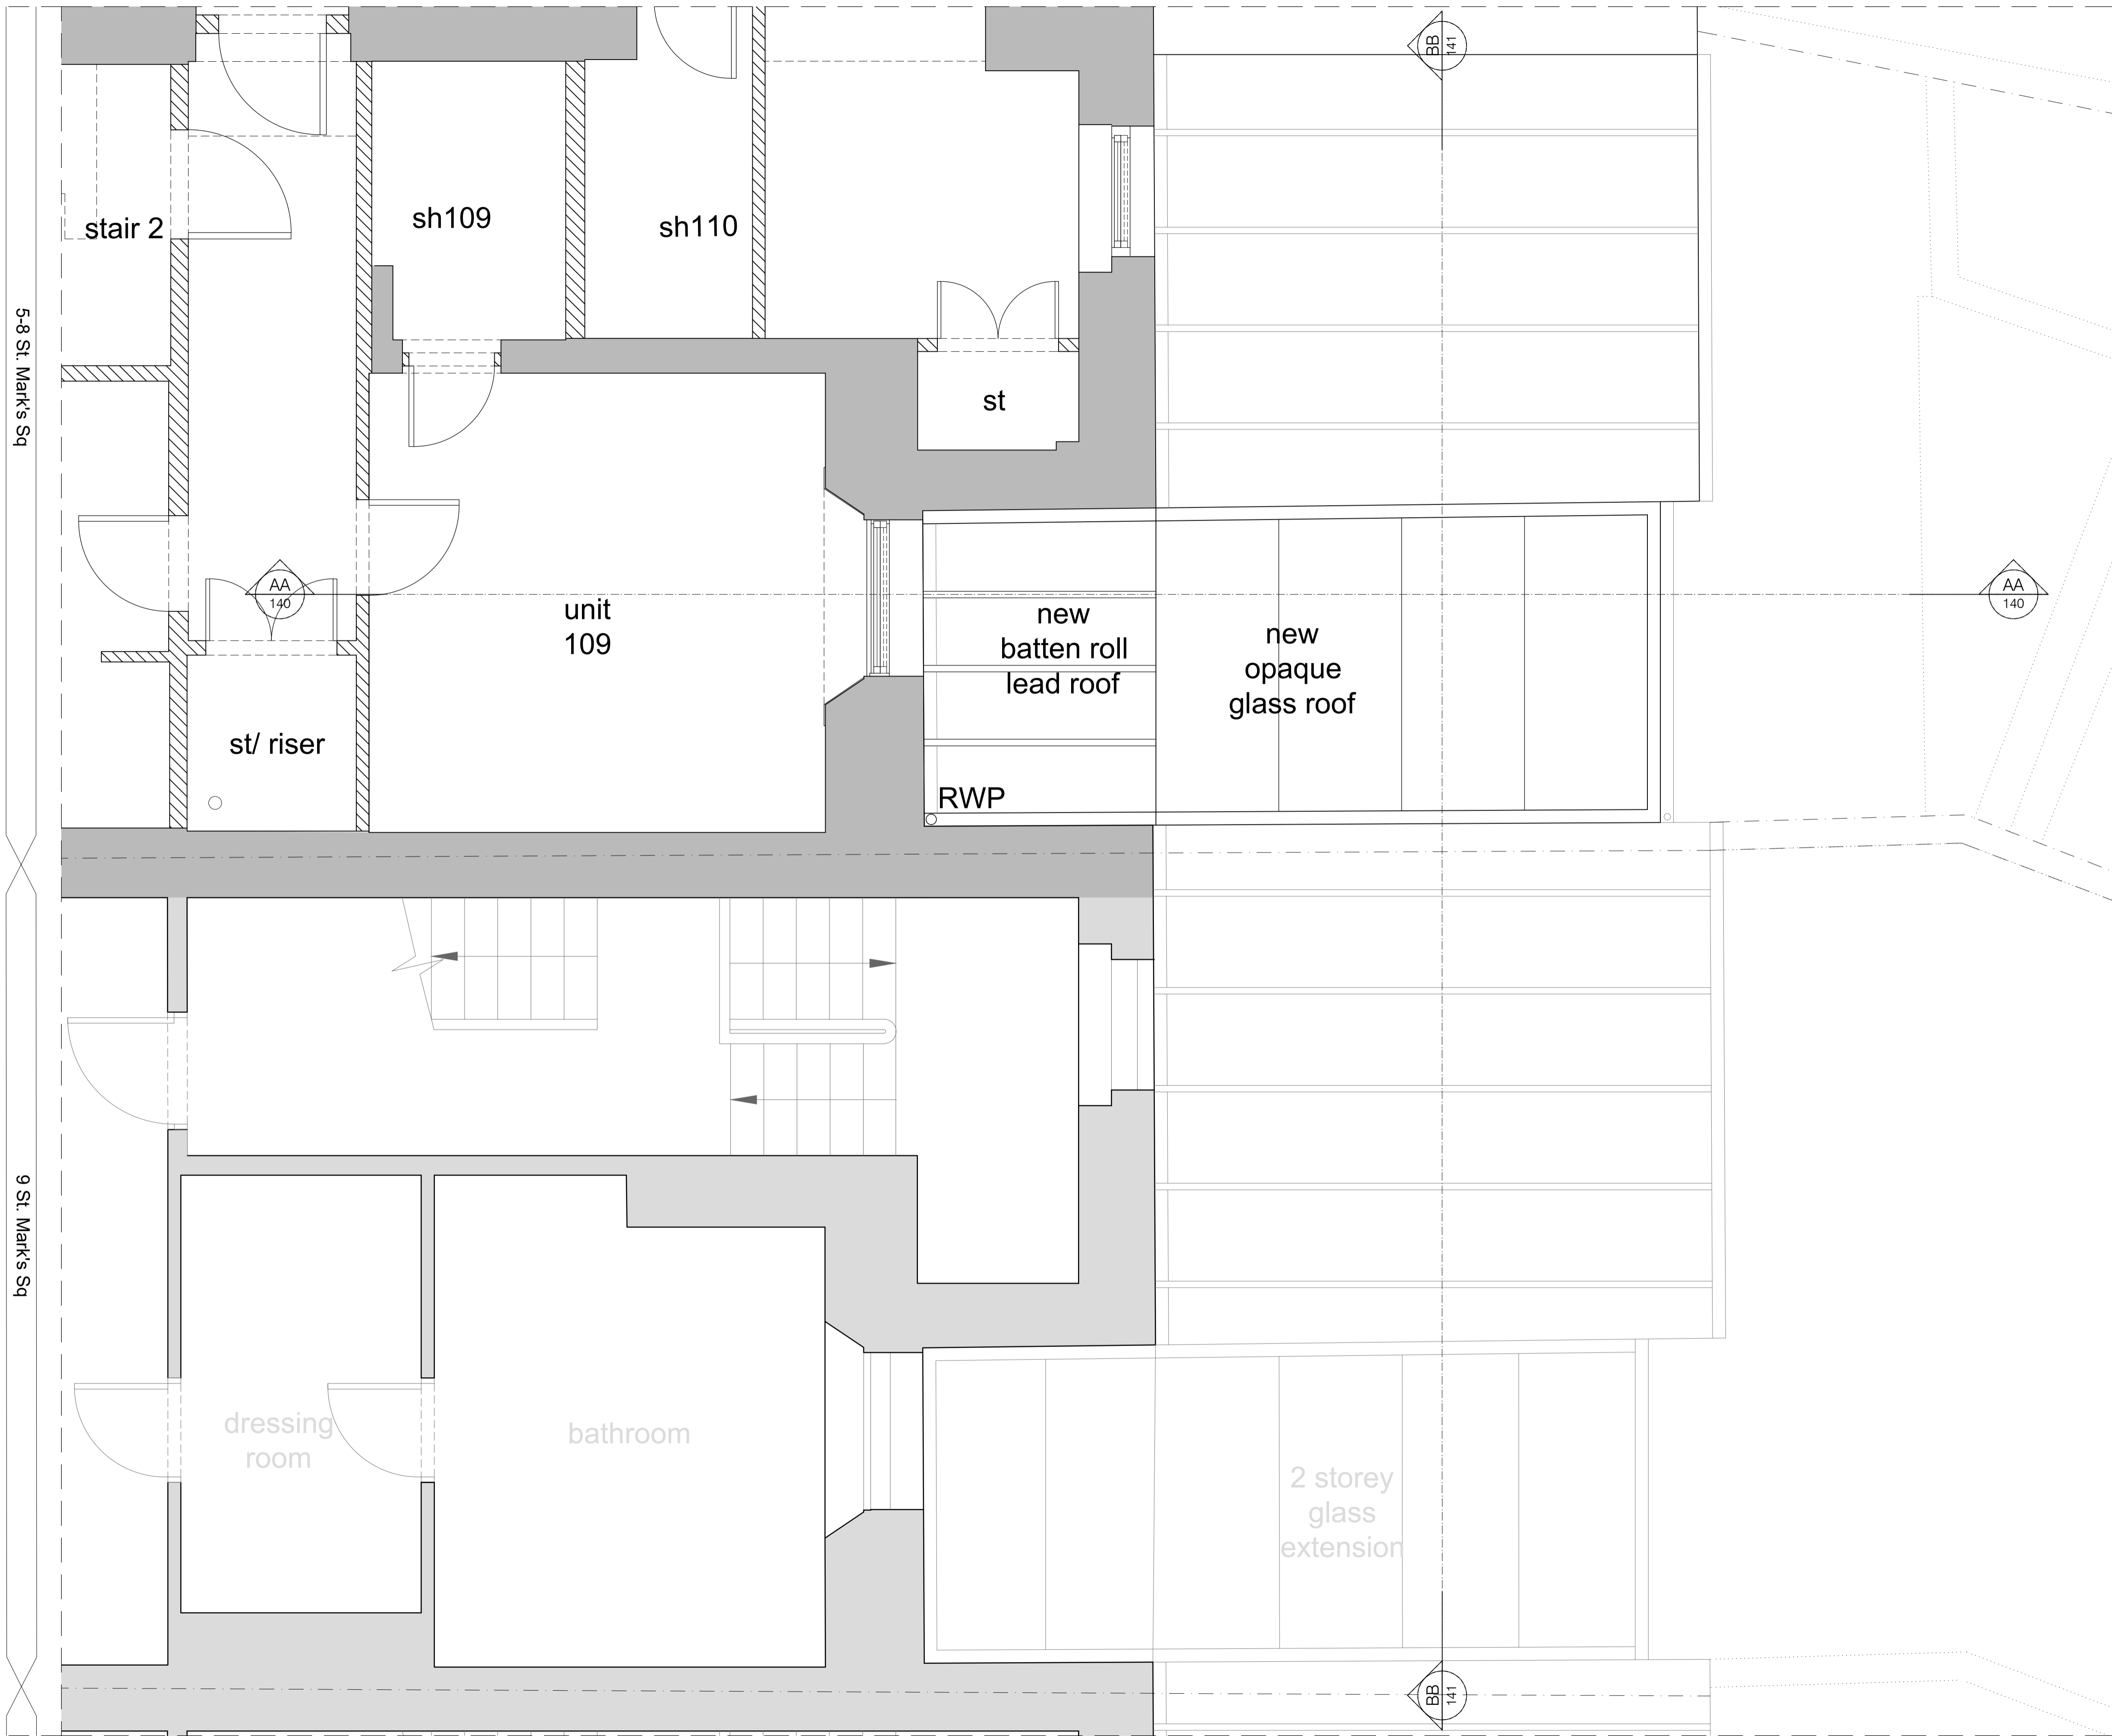 BB
141
stair 2
sh109
sh110
5-8 St. Mark's Sq
st
AA
140
AA
140
unit
109
new
batten roll
lead roof
new
opaque
glass roof
st/ riser
RWP
9 St. Mark's Sq
dressing
room
bathroom
2 storey
glass
extension
BB
141